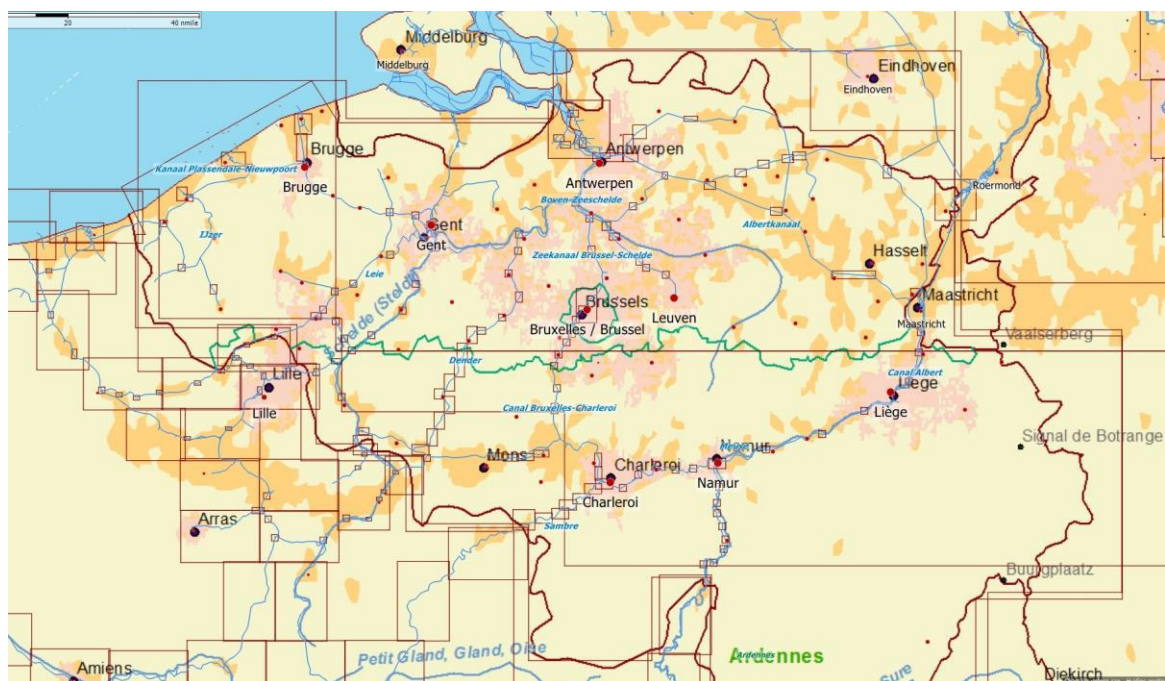 20
40 nmile
Middelburg
Middelburg
Eindhoven
Eindhoven
Brugge
Brugge
Kanaal Plassendale-Nieuwpoort
Antwerpen
Antwerpen
Roermond
Boven-Zeeschelde
Gent
Gent
IJzer
Albertkanaal
Leie
Zeekanaal Brussel-Schelde
Hasselt
Maastricht
Maastricht
Brussels
Bruxelles / Brussel
Leuven
Vaalserberg
Dender
Canal Albert
Lille
Lille
Liege
Liège
Canal Bruxelles-Charleroi
Signal de Botrange
Mons
Namur
Namur
Charleroi
Charleroi
Arras
Sambre
Buurgplaatz
Petit Gland, Gland, Oise
Ardennes
Ardennes
Amiens
Sure
Diekirch